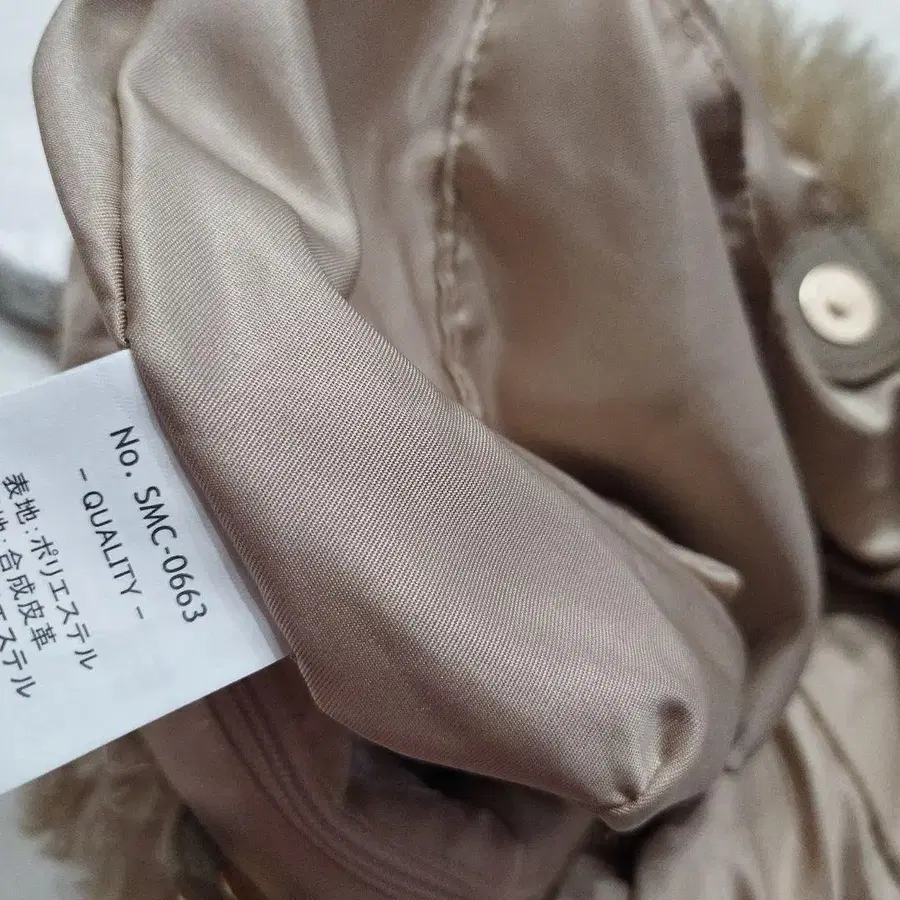 No. SMC-0663
- QUALITY -
表地:ポリエステル
地:合成皮革
エステル